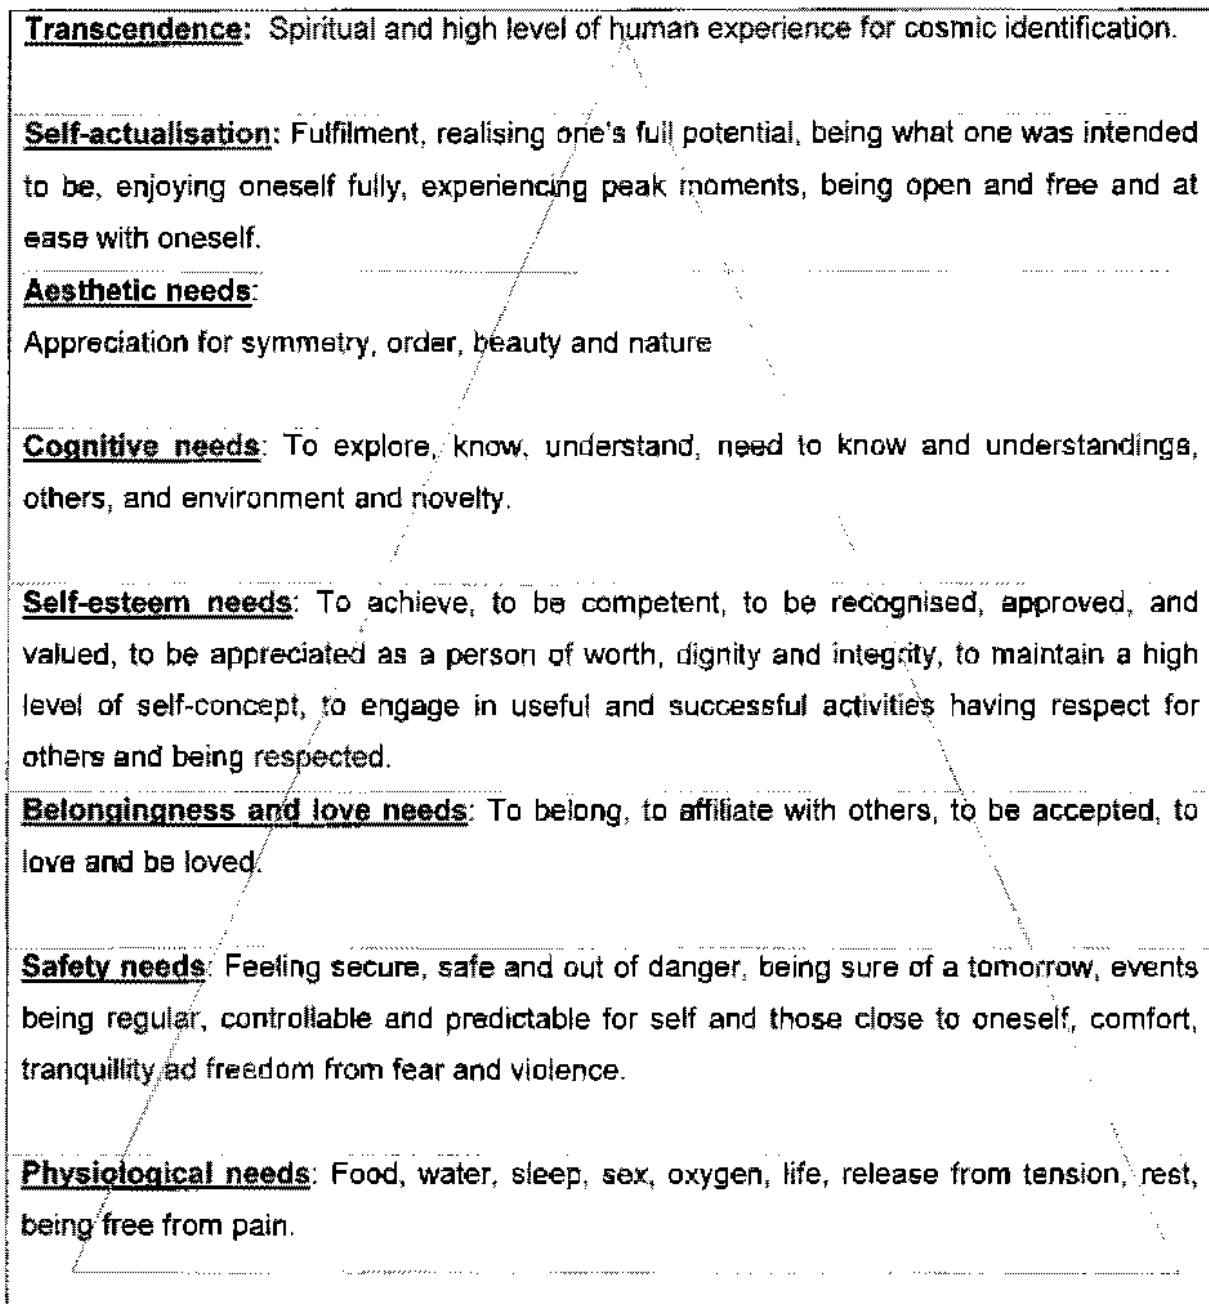 Transcendence: Spiritual and high level of human experience for cosmic identification.
Self-actualisation: Fulfilment, realising one's full potential, being what one was intended
to be, enjoying oneself fully, experiencing peak moments, being open and free and at
ease with oneself.
Aesthetic needs:
Appreciation for symmetry, order, beauty and nature
Cognitive needs: To explore, know, understand, need to know and understandings,
others, and environment and novelty.
Self-esteem needs: To achieve, to be competent, to be recognised, approved, and
valued, to be appreciated as a person of worth, dignity and integrity, to maintain a high
level of self-concept, to engage in useful and successful activities having respect for
others and being respected.
Belongingness and love needs: To belong, to affiliate with others, to be accepted, to
love and be loved.
Safety needs: Feeling secure, safe and out of danger, being sure of a tomorrow, events
being regular, controllable and predictable for self and those close to oneself, comfort,
tranquillity ad freedom from fear and violence.
Physiological needs: Food, water, sleep, sex, oxygen, life, release from tension, rest,
being free from pain.